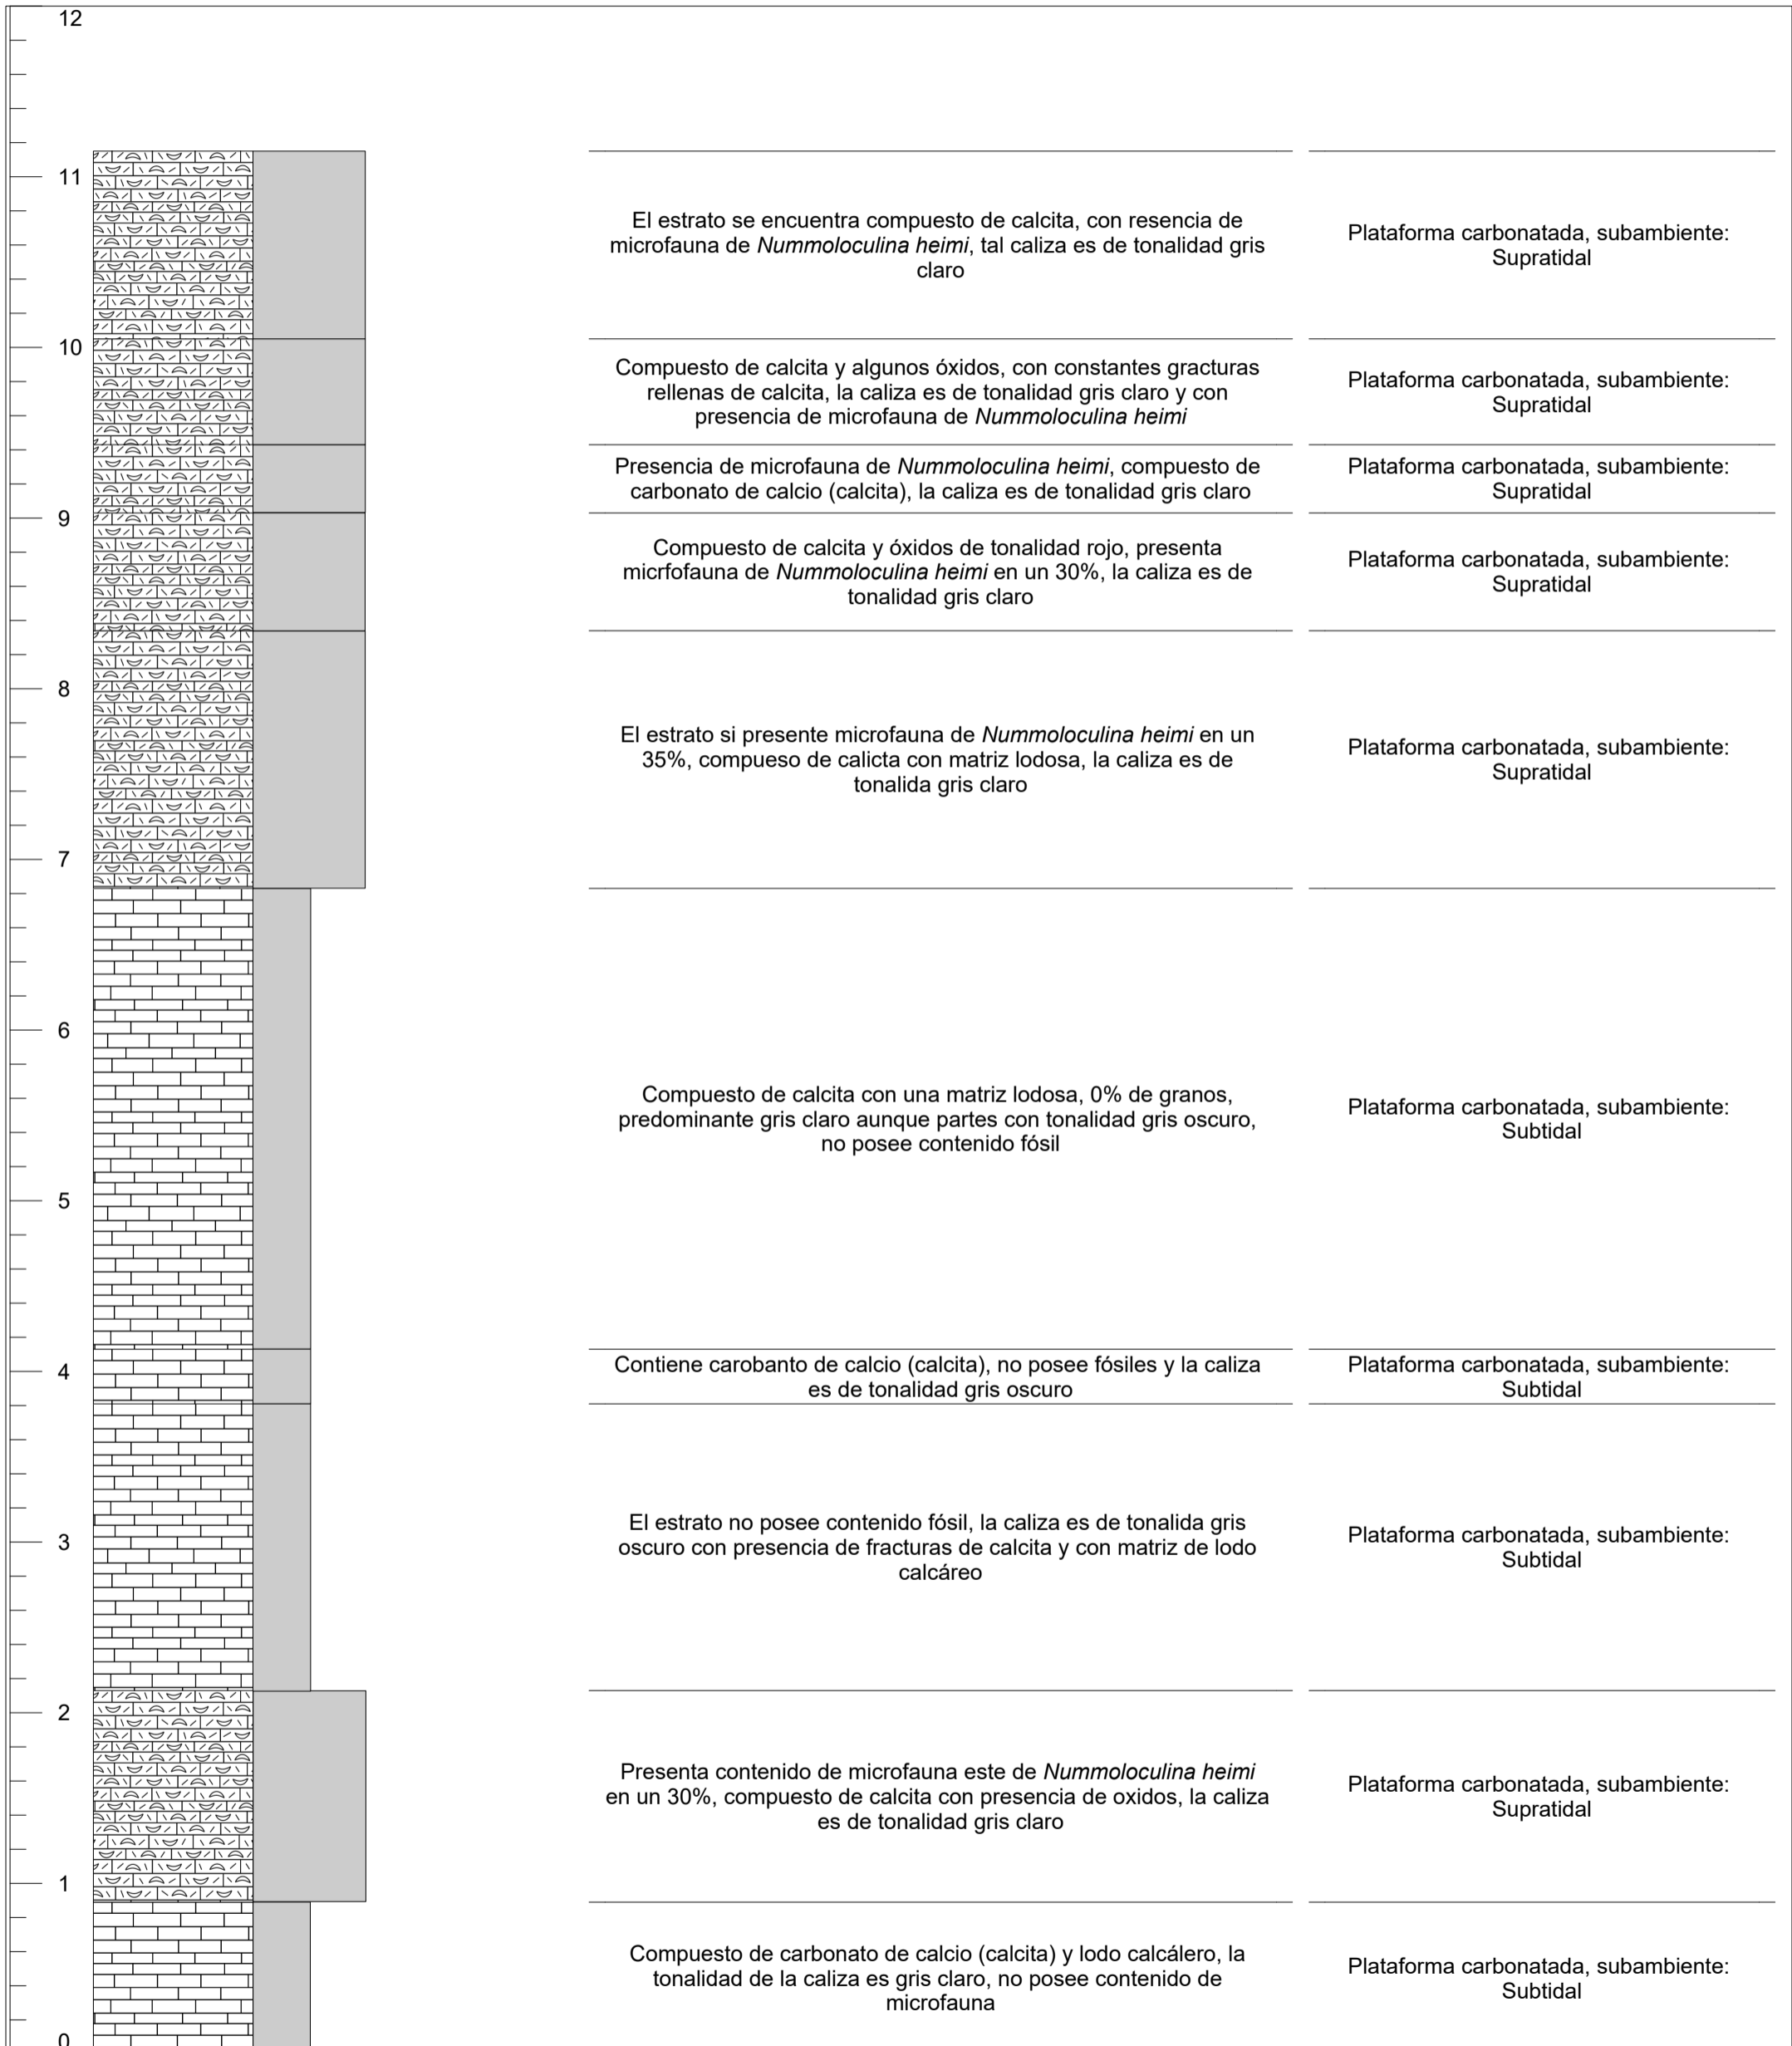 12
11
El estrato se encuentra compuesto de calcita, con resencia de
microfauna de Nummoloculina heimi, tal caliza es de tonalidad gris
claro
Plataforma carbonatada, subambiente:
Supratidal
10
Compuesto de calcita y algunos óxidos, con constantes gracturas
rellenas de calcita, la caliza es de tonalidad gris claro y con
presencia de microfauna de Nummoloculina heimi
Plataforma carbonatada, subambiente:
Supratidal
Presencia de microfauna de Nummoloculina heimi, compuesto de
carbonato de calcio (calcita), la caliza es de tonalidad gris claro
Plataforma carbonatada, subambiente:
Supratidal
9
Compuesto de calcita y óxidos de tonalidad rojo, presenta
micrfofauna de Nummoloculina heimi en un 30%, la caliza es de
tonalidad gris claro
Plataforma carbonatada, subambiente:
Supratidal
8
El estrato si presente microfauna de Nummoloculina heimi en un
35%, compueso de calicta con matriz lodosa, la caliza es de
tonalida gris claro
Plataforma carbonatada, subambiente:
Supratidal
7
6
Compuesto de calcita con una matriz lodosa, 0% de granos,
predominante gris claro aunque partes con tonalidad gris oscuro,
no posee contenido fósil
Plataforma carbonatada, subambiente:
Subtidal
5
4
Contiene carobanto de calcio (calcita), no posee fósiles y la caliza
es de tonalidad gris oscuro
Plataforma carbonatada, subambiente:
Subtidal
3
El estrato no posee contenido fósil, la caliza es de tonalida gris
oscuro con presencia de fracturas de calcita y con matriz de lodo
calcáreo
Plataforma carbonatada, subambiente:
Subtidal
2
Presenta contenido de microfauna este de Nummoloculina heimi
en un 30%, compuesto de calcita con presencia de oxidos, la caliza
es de tonalidad gris claro
Plataforma carbonatada, subambiente:
Supratidal
1
Compuesto de carbonato de calcio (calcita) y lodo calcálero, la
tonalidad de la caliza es gris claro, no posee contenido de
microfauna
Plataforma carbonatada, subambiente:
Subtidal
0